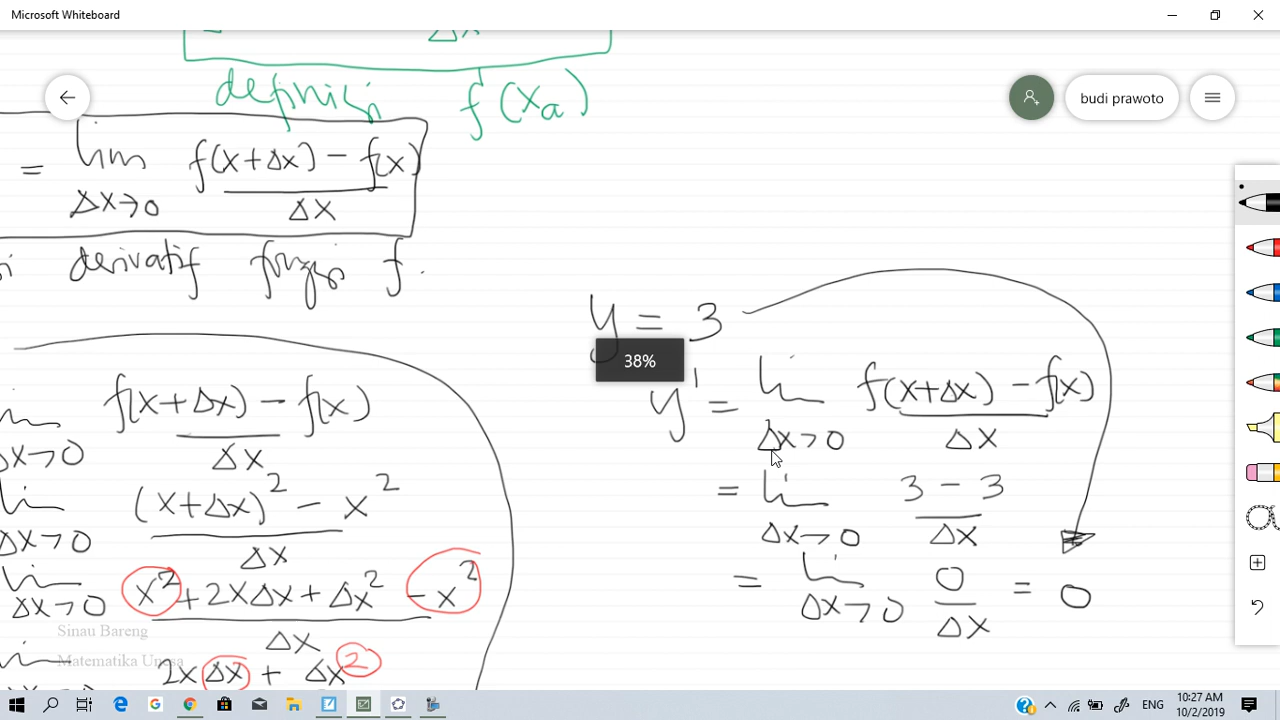 Microsoft Whiteboard
budi prawoto
Δx
definisi f'(xa)
= lim f(x+Δx) - f(x)
Δx→0 Δx
derivatif fungsi f.
y = 3
38%
y' = lim f(x+Δx) - f(x)
Δx→0 Δx
= lim 3 - 3
Δx→0 Δx
= lim 0 = 0
Δx→0 Δx
f(x+Δx) - f(x)
Δx→0 Δx
(x+Δx)² - x²
Δx→0 Δx
x² + 2xΔx + Δx² - x²
Δx→0 Δx
2xΔx + Δx²
Sinau Bareng
Matematika Unesa
ENG
10:27 AM
10/2/2019